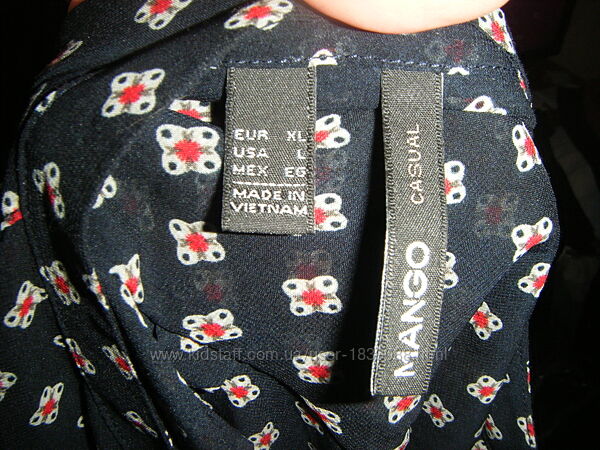 EUR XL
USA L
MEX EG
MADE IN
VIETNAM
MANGO CASUAL